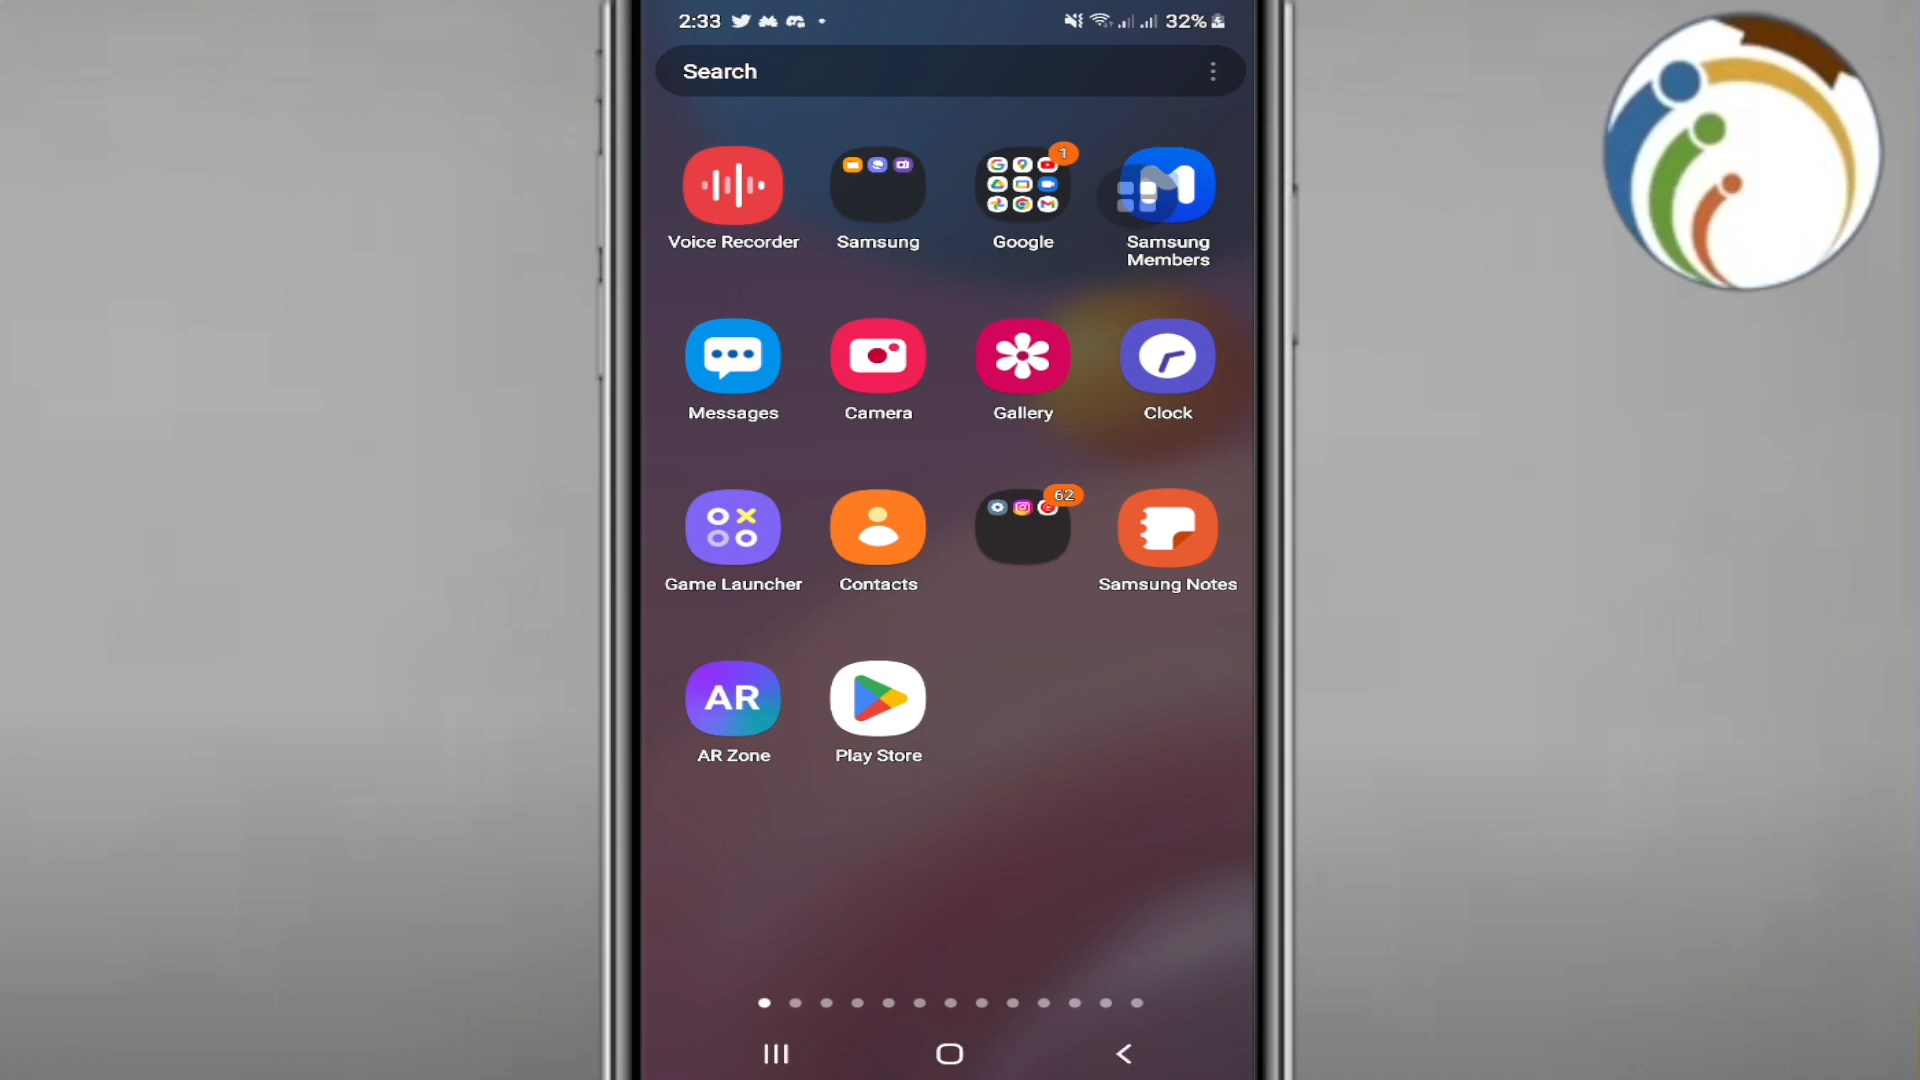 2:33
32%
Search
1
Voice Recorder
Samsung
Google
Samsung
Members
Messages
Camera
Gallery
Clock
62
Game Launcher
Contacts
Samsung Notes
AR
AR Zone
Play Store